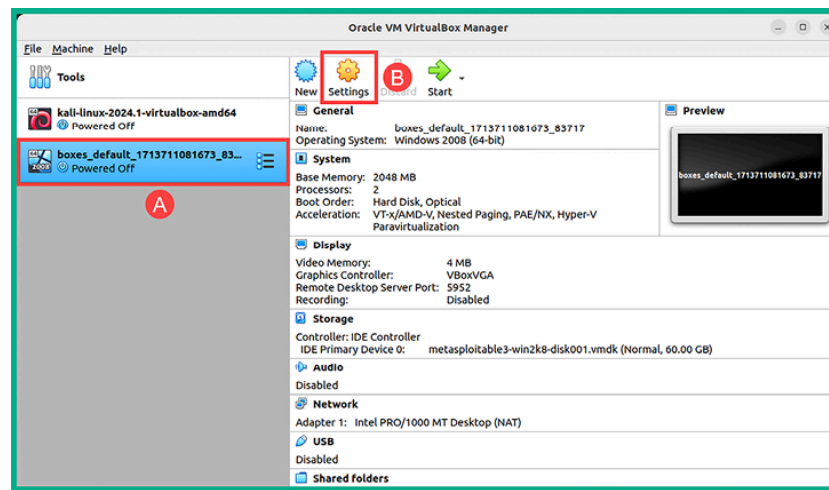 Oracle VM VirtualBox Manager
File Machine Help
Tools
New Settings Discard Start
B
kali-linux-2024.1-virtualbox-amd64
Powered Off
boxes_default_1713711081673_83...
Powered Off
A
General
Name: boxes_default_1713711081673_83717
Operating System: Windows 2008 (64-bit)
System
Base Memory: 2048 MB
Processors: 2
Boot Order: Hard Disk, Optical
Acceleration: VT-x/AMD-V, Nested Paging, PAE/NX, Hyper-V
Paravirtualization
Display
Video Memory: 4 MB
Graphics Controller: VBoxVGA
Remote Desktop Server Port: 5952
Recording: Disabled
Storage
Controller: IDE Controller
IDE Primary Device 0: metasploitable3-win2k8-disk001.vmdk (Normal, 60.00 GB)
Audio
Disabled
Network
Adapter 1: Intel PRO/1000 MT Desktop (NAT)
USB
Disabled
Shared folders
Preview
boxes_default_1713711081673_83717